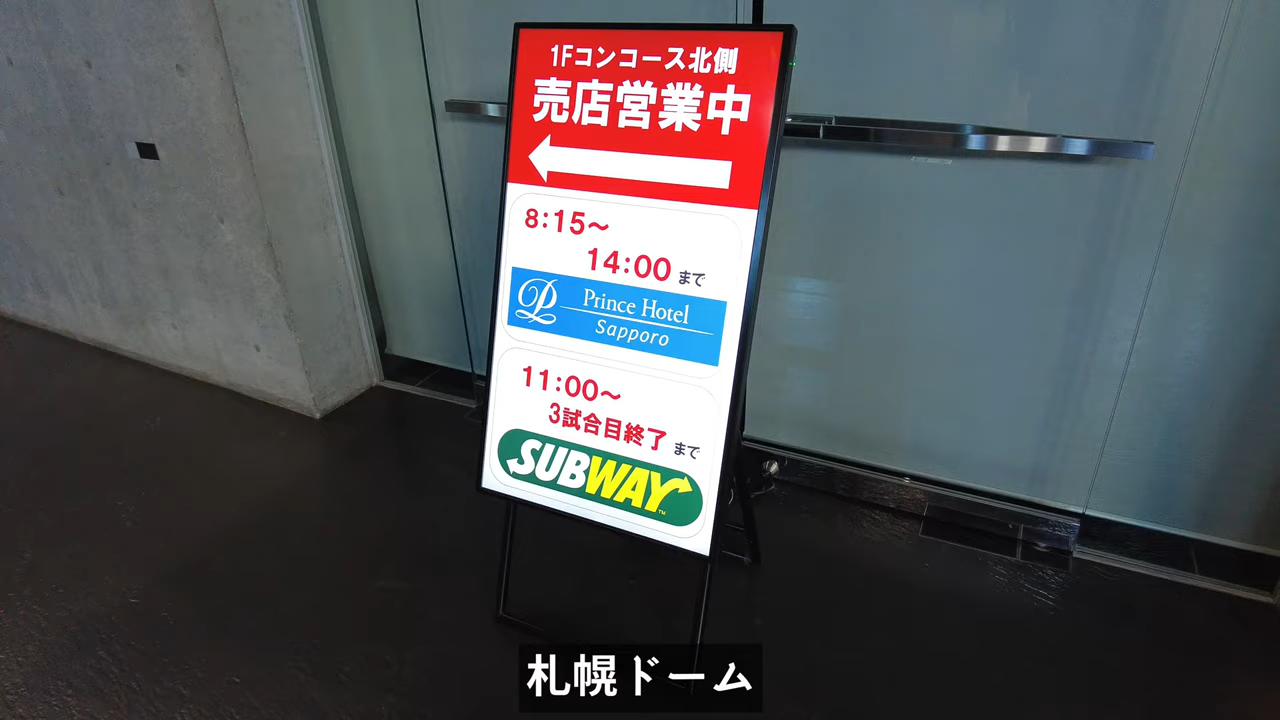 1Fコンコース北側
売店営業中
8:15～
14:00 まで
Prince Hotel
Sapporo
11:00～
3試合目終了 まで
SUBWAY™
札幌ドーム